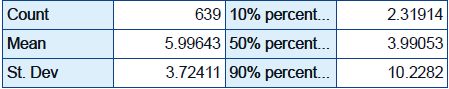 Count 639 10% percent... 2.31914
Mean 5.99643 50% percent... 3.99053
St. Dev 3.72411 90% percent... 10.2282